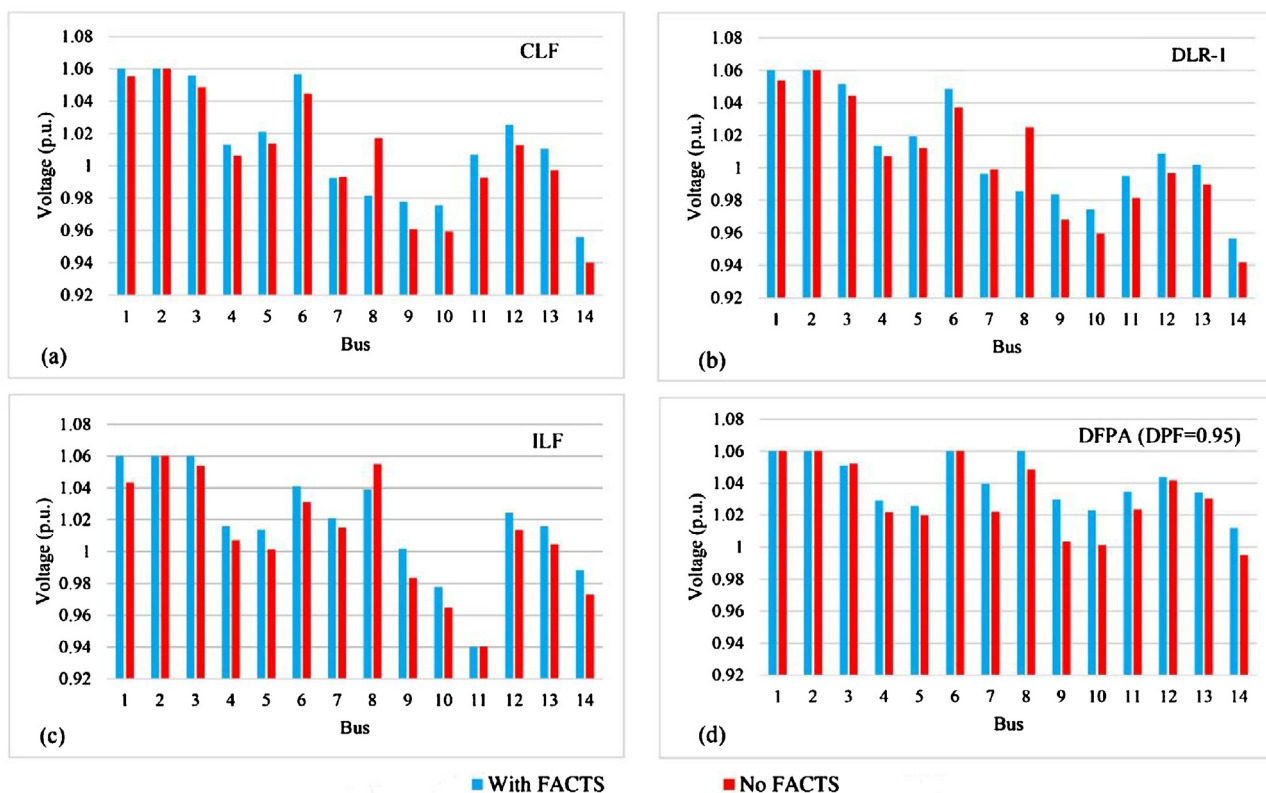 CLF
Voltage (p.u.)
1.08
1.06
1.04
1.02
1
0.98
0.96
0.94
0.92
1 2 3 4 5 6 7 8 9 10 11 12 13 14
Bus
(a)
DLR-1
Voltage (p.u.)
1.08
1.06
1.04
1.02
1
0.98
0.96
0.94
0.92
1 2 3 4 5 6 7 8 9 10 11 12 13 14
Bus
(b)
ILF
Voltage (p.u.)
1.08
1.06
1.04
1.02
1
0.98
0.96
0.94
0.92
1 2 3 4 5 6 7 8 9 10 11 12 13 14
Bus
(c)
DFPA (DPF=0.95)
Voltage (p.u.)
1.08
1.06
1.04
1.02
1
0.98
0.96
0.94
0.92
1 2 3 4 5 6 7 8 9 10 11 12 13 14
Bus
(d)
With FACTS No FACTS